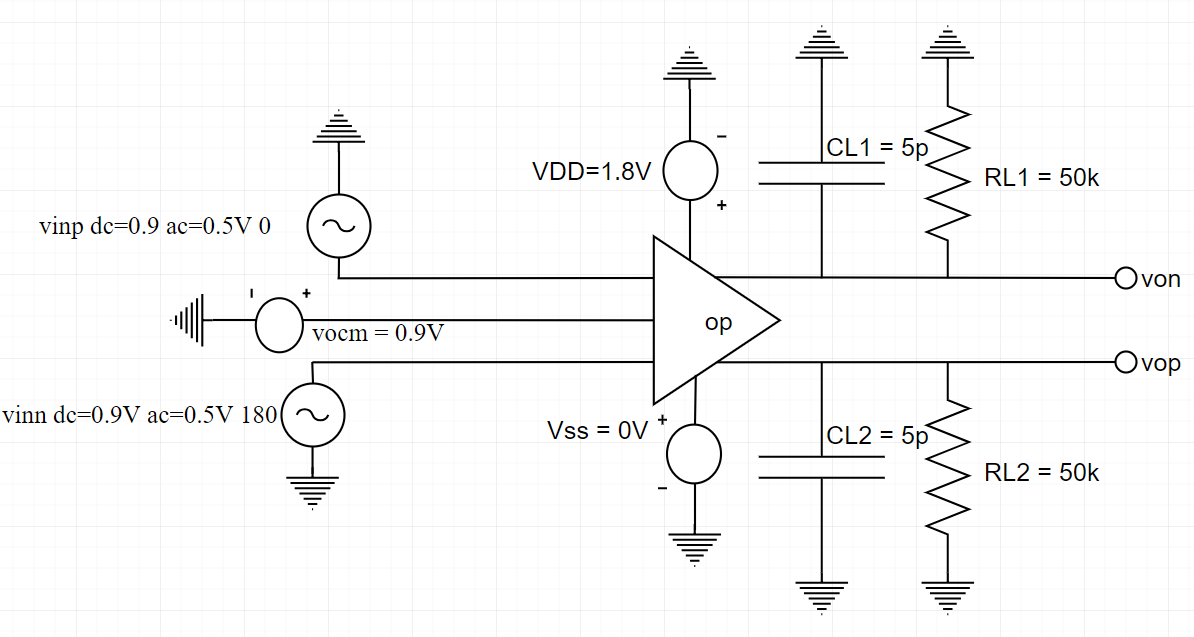 CL1 = 5p
VDD=1.8V
RL1 = 50k
vinp dc=0.9 ac=0.5V 0
von
op
vocm = 0.9V
vop
vinn dc=0.9V ac=0.5V 180
Vss = 0V
CL2 = 5p
RL2 = 50k